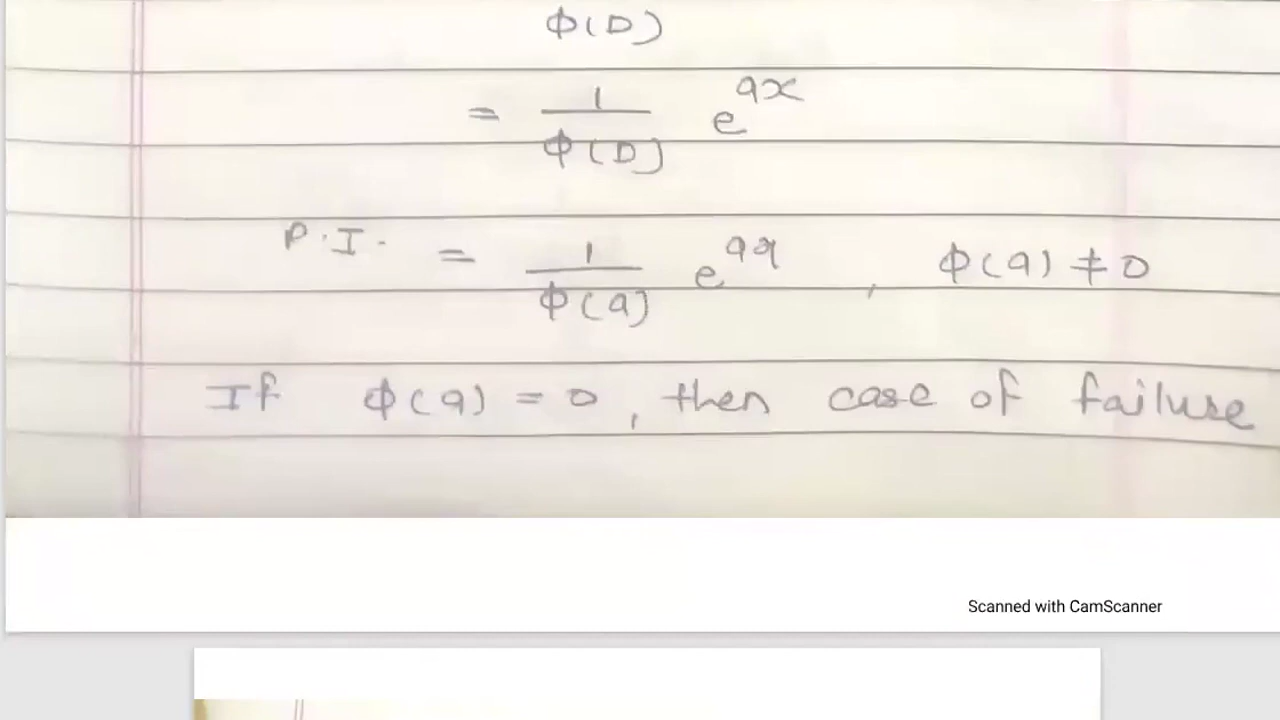 Φ(D)
= 1/Φ(D) e^ax
P.I. = 1/Φ(a) e^ax , Φ(a) ≠ 0
If Φ(a) = 0, then case of failure
Scanned with CamScanner